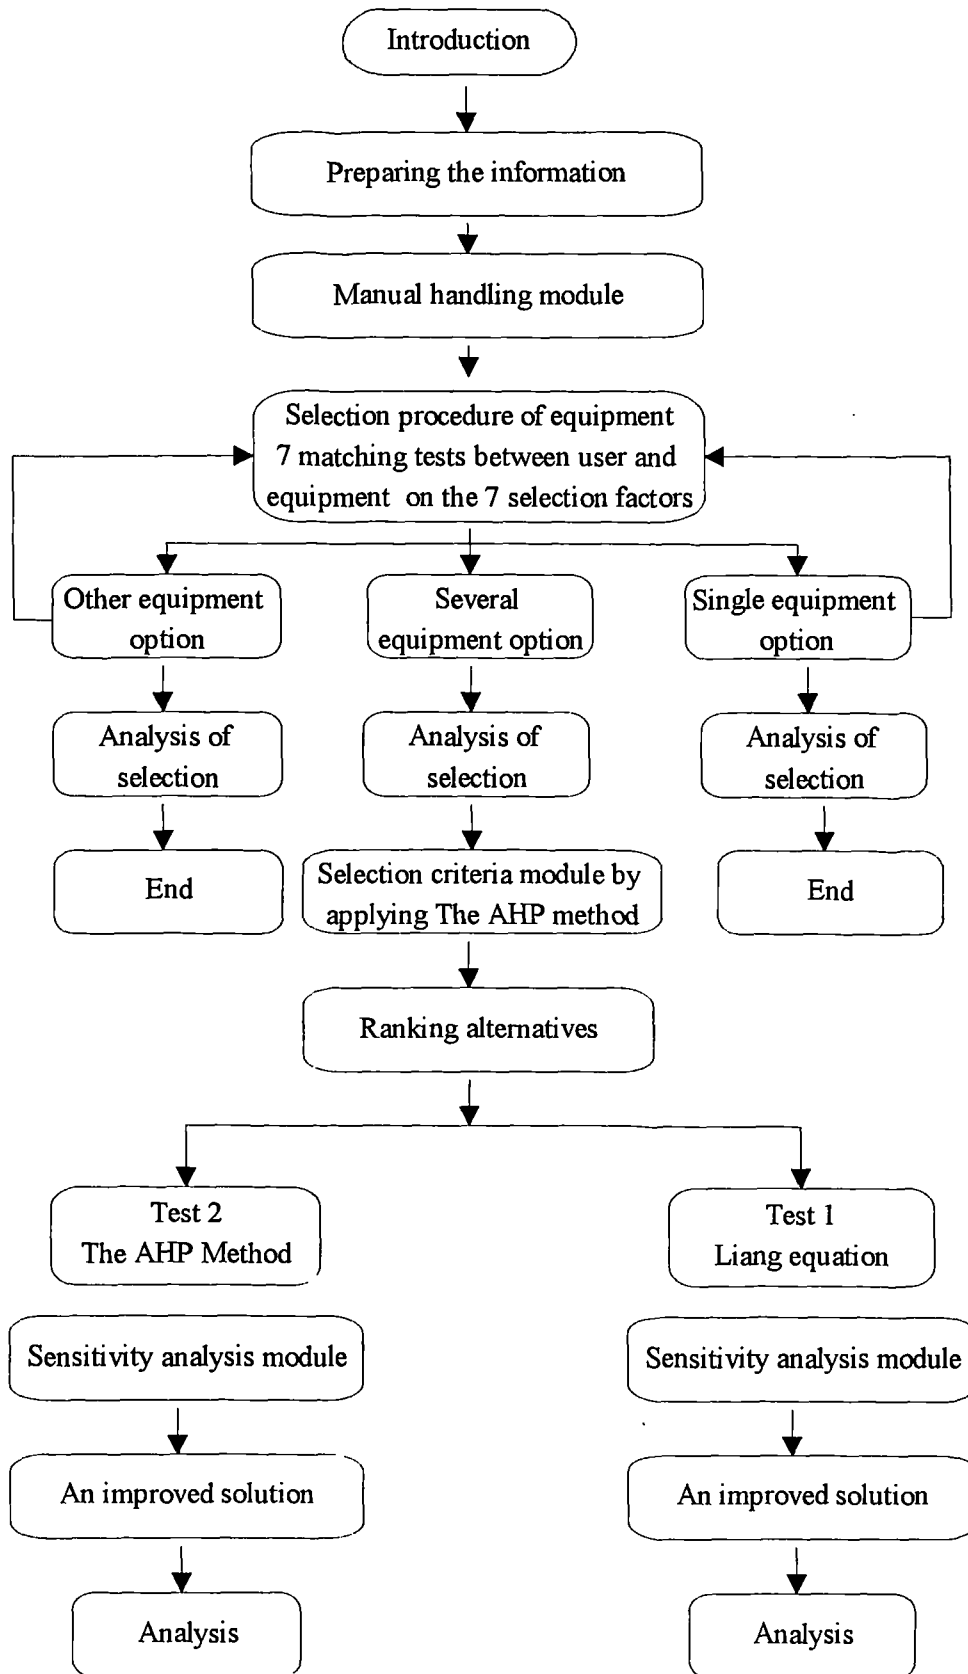 Introduction
Preparing the information
Manual handling module
Selection procedure of equipment
7 matching tests between user and
equipment on the 7 selection factors
Other equipment
option
Several
equipment option
Single equipment
option
Analysis of
selection
Analysis of
selection
Analysis of
selection
End
Selection criteria module by
applying The AHP method
End
Ranking alternatives
Test 2
The AHP Method
Test 1
Liang equation
Sensitivity analysis module
Sensitivity analysis module
An improved solution
An improved solution
Analysis
Analysis